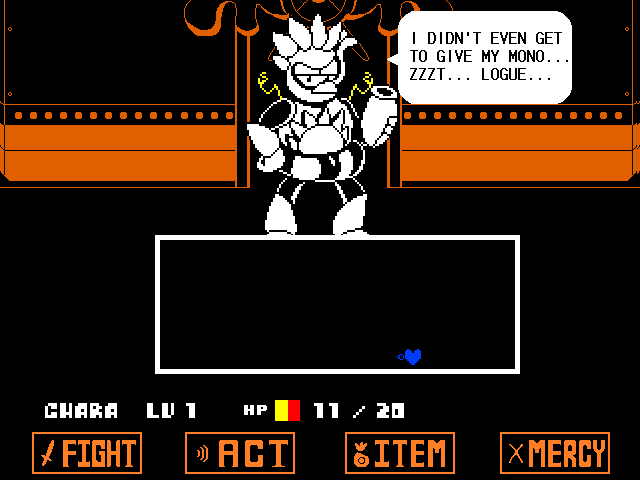 I DIDN'T EVEN GET
TO GIVE MY MONO...
ZZZT... LOGUE...
CHARA LV 1 HP 11 / 20
FIGHT ACT ITEM MERCY